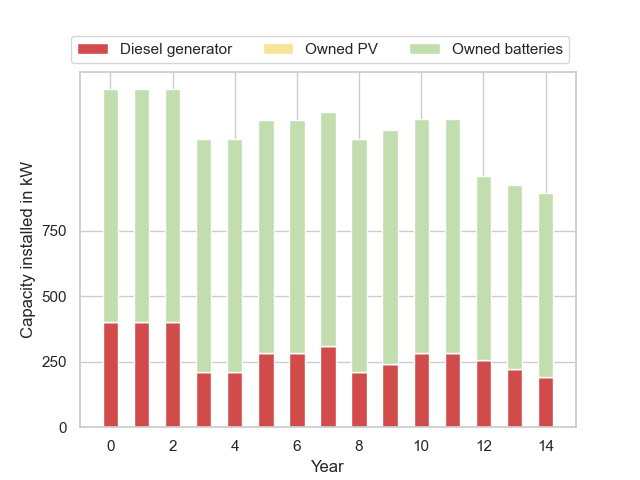 Diesel generator Owned PV Owned batteries
Capacity installed in kW
750
500
250
0
0 2 4 6 8 10 12 14
Year